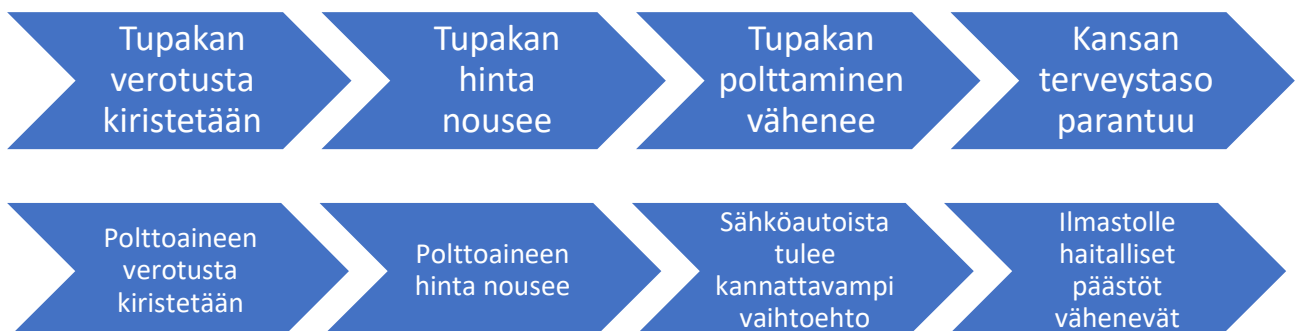 Tupakan
verotusta
kiristetään
Tupakan
hinta
nousee
Tupakan
polttaminen
vähenee
Kansan
terveystaso
parantuu
Polttoaineen
verotusta
kiristetään
Polttoaineen
hinta nousee
Sähköautoista
tulee
kannattavampi
vaihtoehto
Ilmastolle
haitalliset
päästöt
vähenevät